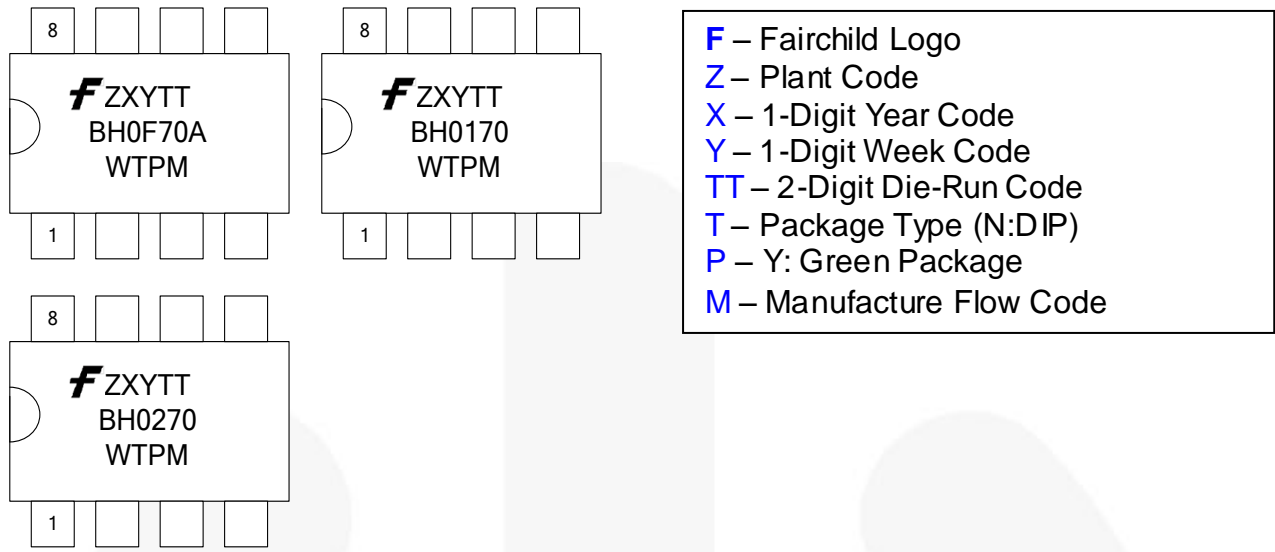 8
F ZXYTT
BH0F70A
WTPM
1
8
F ZXYTT
BH0170
WTPM
1
8
F ZXYTT
BH0270
WTPM
1
F – Fairchild Logo
Z – Plant Code
X – 1-Digit Year Code
Y – 1-Digit Week Code
TT – 2-Digit Die-Run Code
T – Package Type (N:DIP)
P – Y: Green Package
M – Manufacture Flow Code